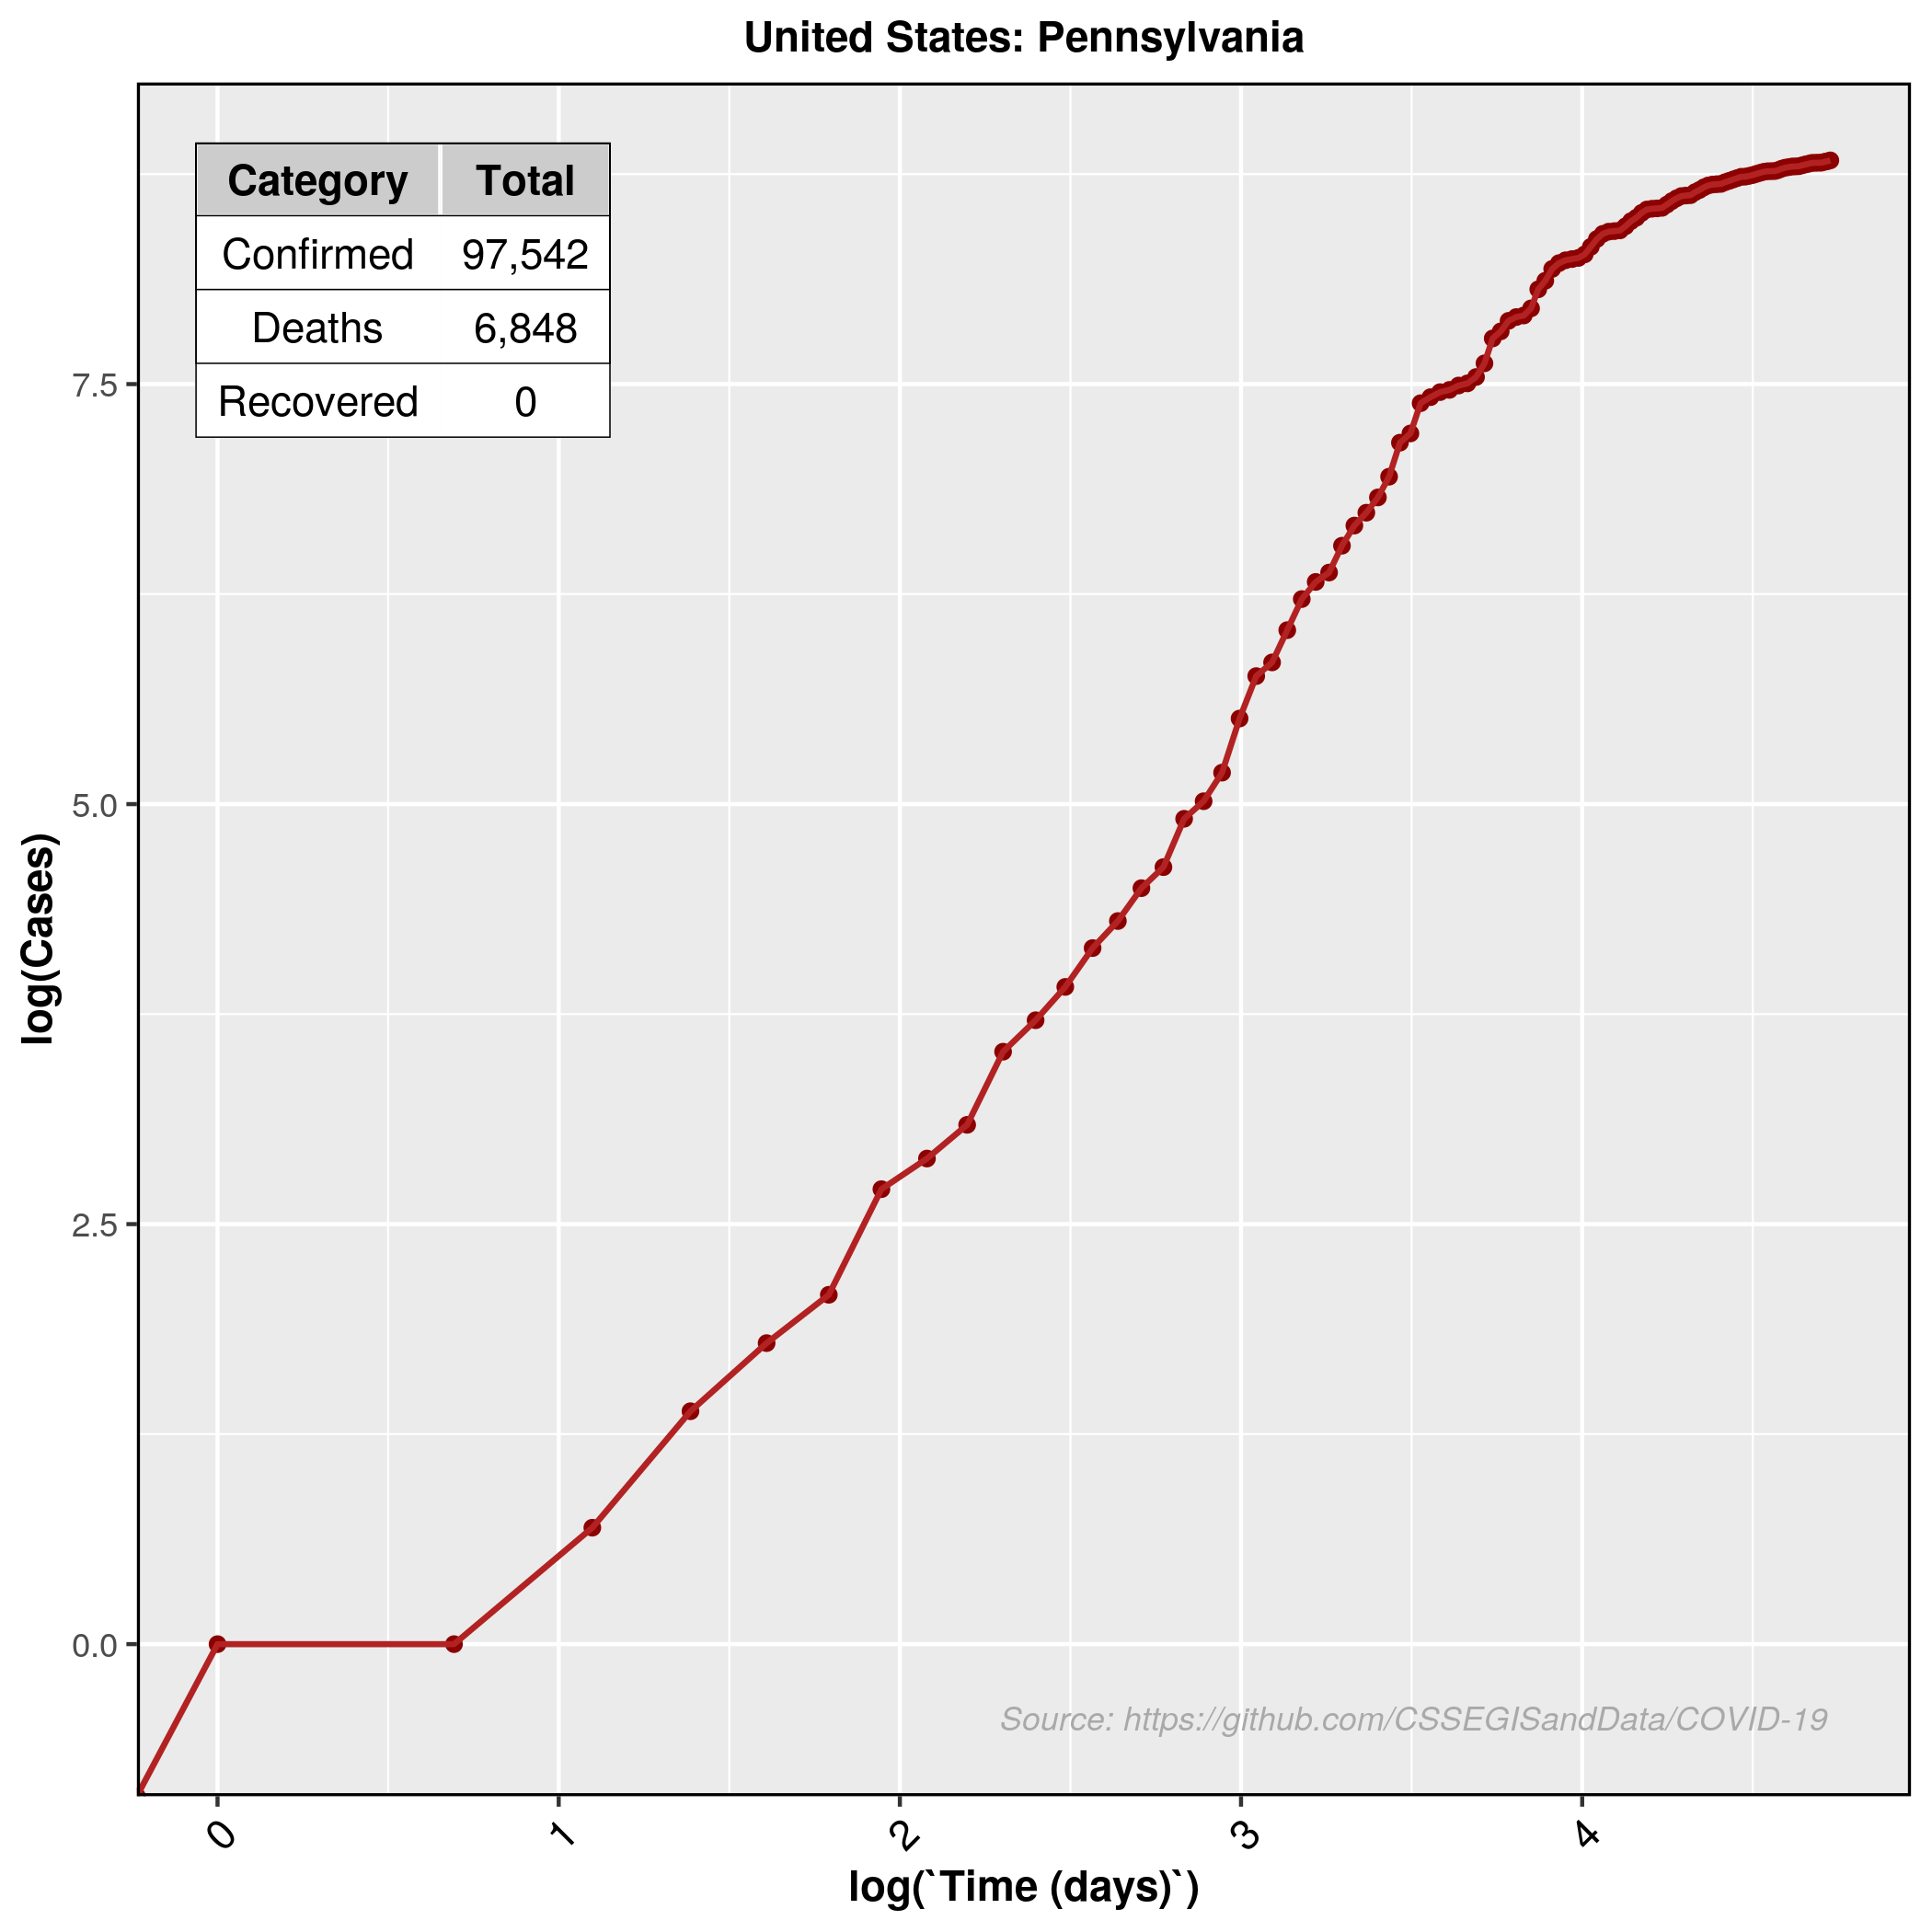 United States: Pennsylvania
Category Total
Confirmed 97,542
Deaths 6,848
Recovered 0
7.5
5.0
2.5
0.0
log(Cases)
Source: https://github.com/CSSEGISandData/COVID-19
0 1 2 3 4
log(`Time (days)`)